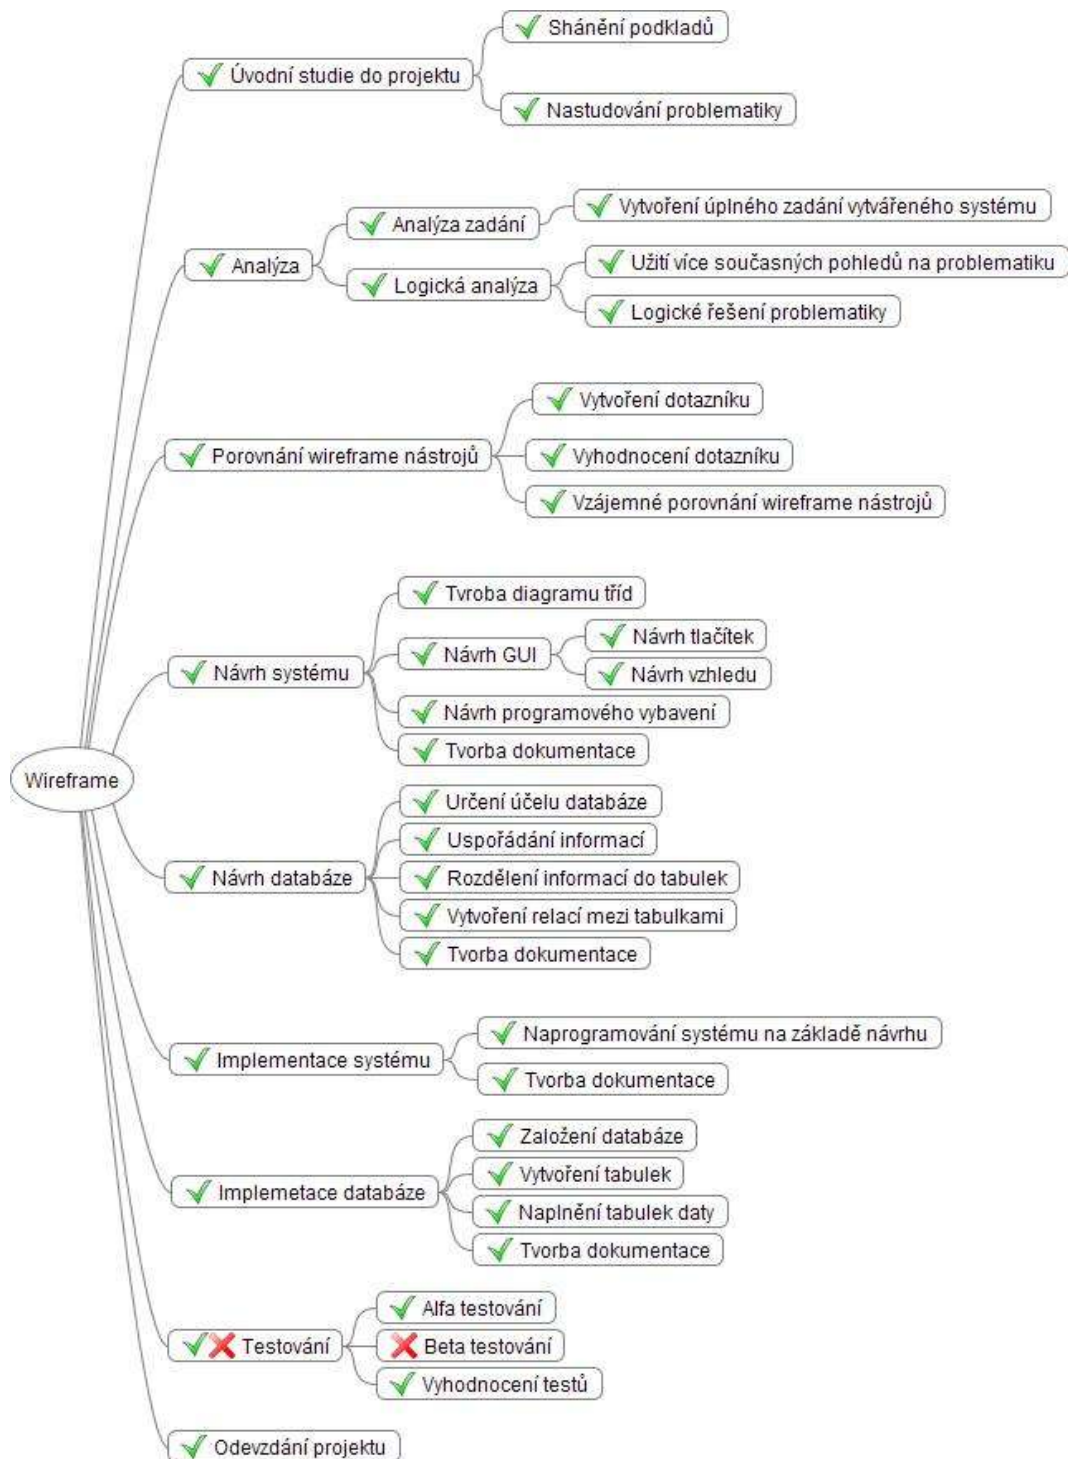 Shánění podkladů
Úvodní studie do projektu
Nastudování problematiky
Vytvoření úplného zadání vytvářeného systému
Analýza zadání
Užití více současných pohledů na problematiku
Analýza
Logická analýza
Logické řešení problematiky
Vytvoření dotazníku
Porovnání wireframe nástrojů
Vyhodnocení dotazníku
Vzájemné porovnání wireframe nástrojů
Tvroba diagramu tříd
Návrh tlačítek
Návrh GUI
Návrh systému
Návrh vzhledu
Návrh programového vybavení
Tvorba dokumentace
Wireframe
Určení účelu databáze
Uspořádání informací
Návrh databáze
Rozdělení informací do tabulek
Vytvoření relací mezi tabulkami
Tvorba dokumentace
Naprogramování systému na základě návrhu
Implementace systému
Tvorba dokumentace
Založení databáze
Vytvoření tabulek
Implemetace databáze
Naplnění tabulek daty
Tvorba dokumentace
Alfa testování
Testování
Beta testování
Vyhodnocení testů
Odevzdání projektu